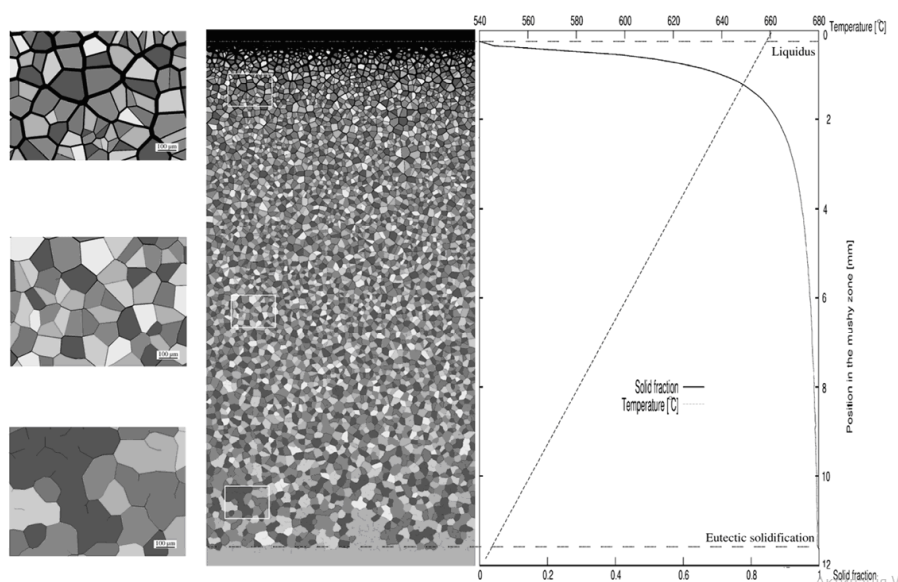 540 560 580 600 620 640 660 680 Temperature [°C]
0
Liquidus
100 μm
2
4
100 μm
6
Position in the mushy zone [mm]
Solid fraction
Temperature [°C]
8
10
100 μm
Eutectic solidification
12
0 0.2 0.4 0.6 0.8 1 Solid fraction